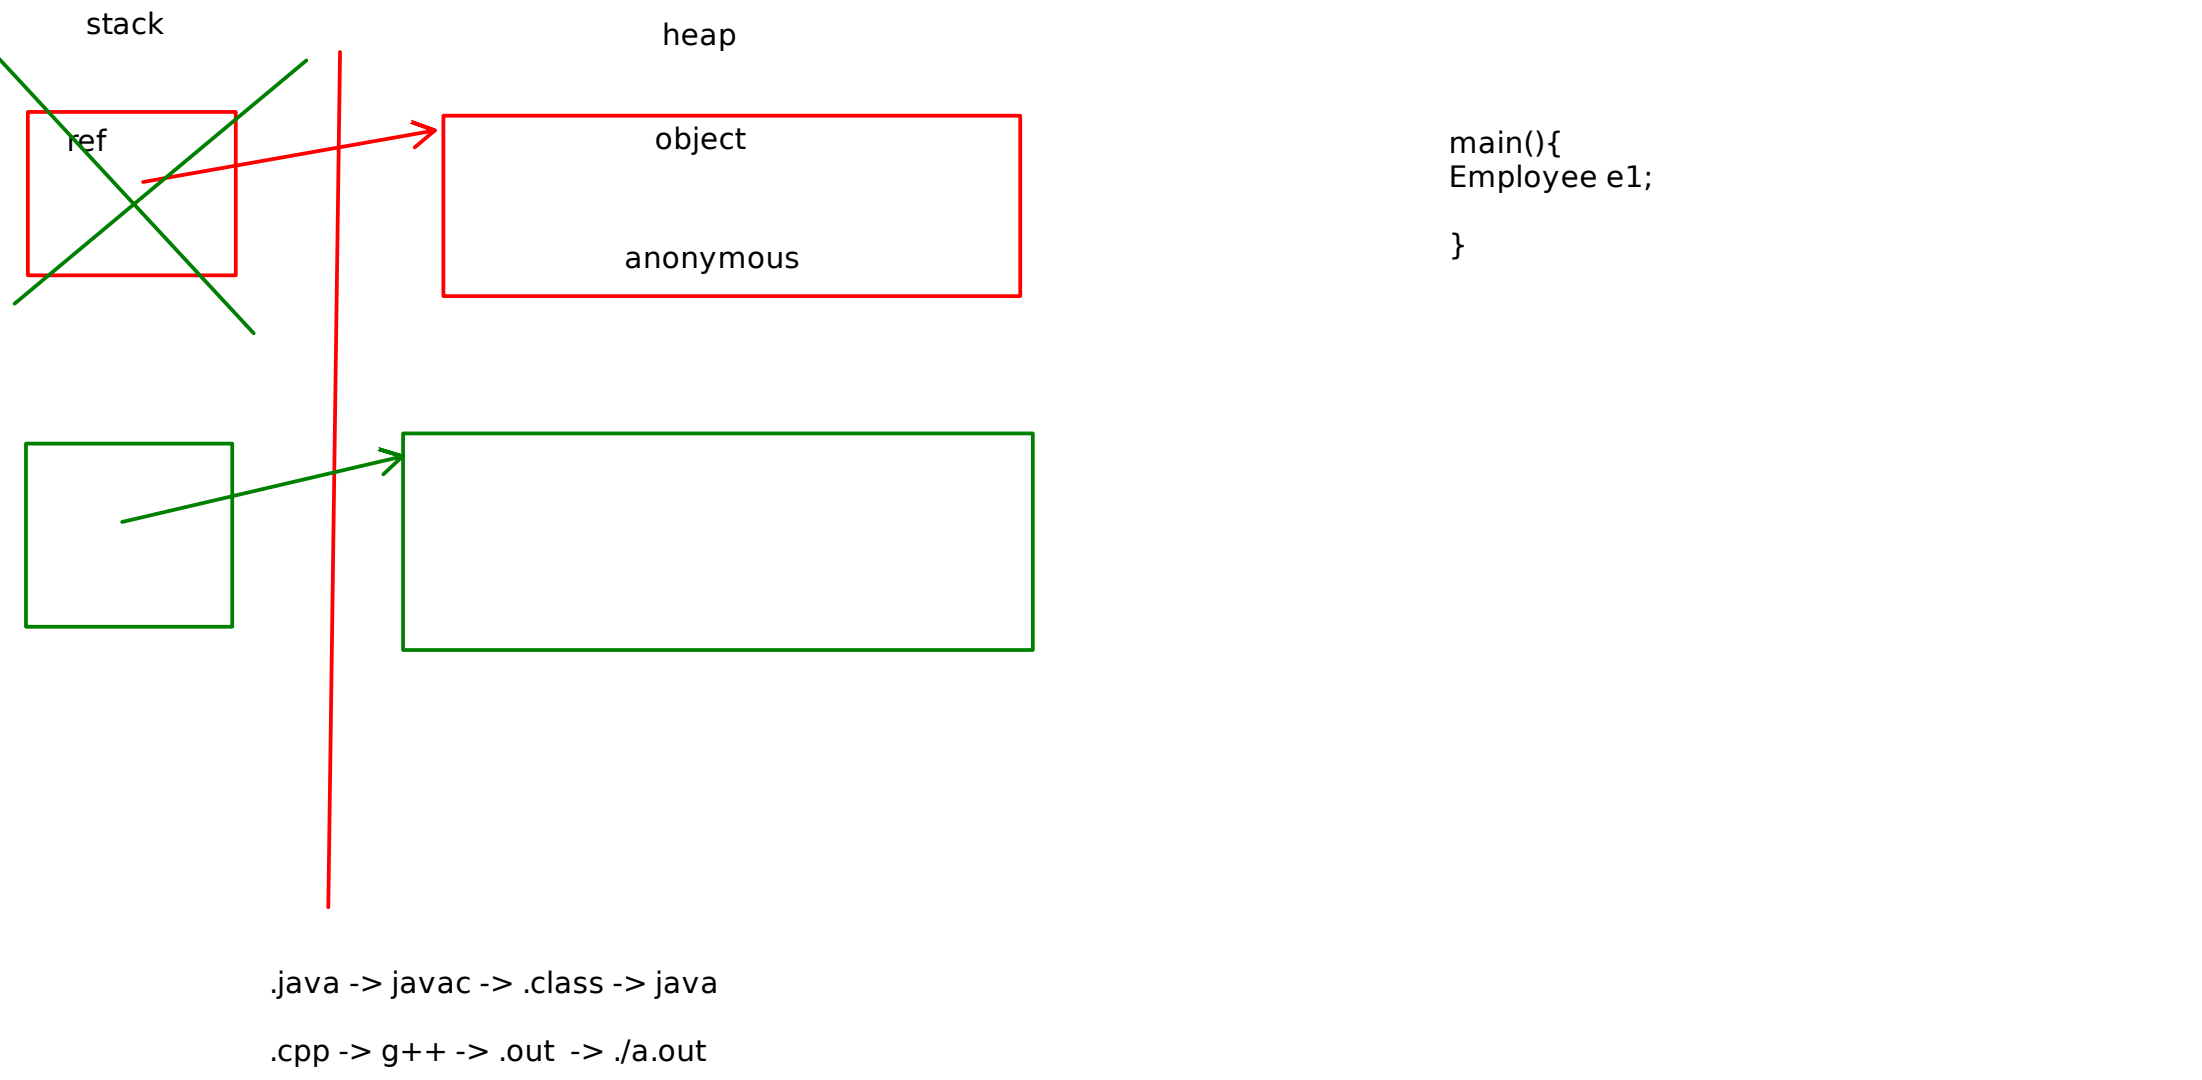 stack
heap
ref
object
anonymous
main(){
Employee e1;
}
.java -> javac -> .class -> java
.cpp -> g++ -> .out -> ./a.out